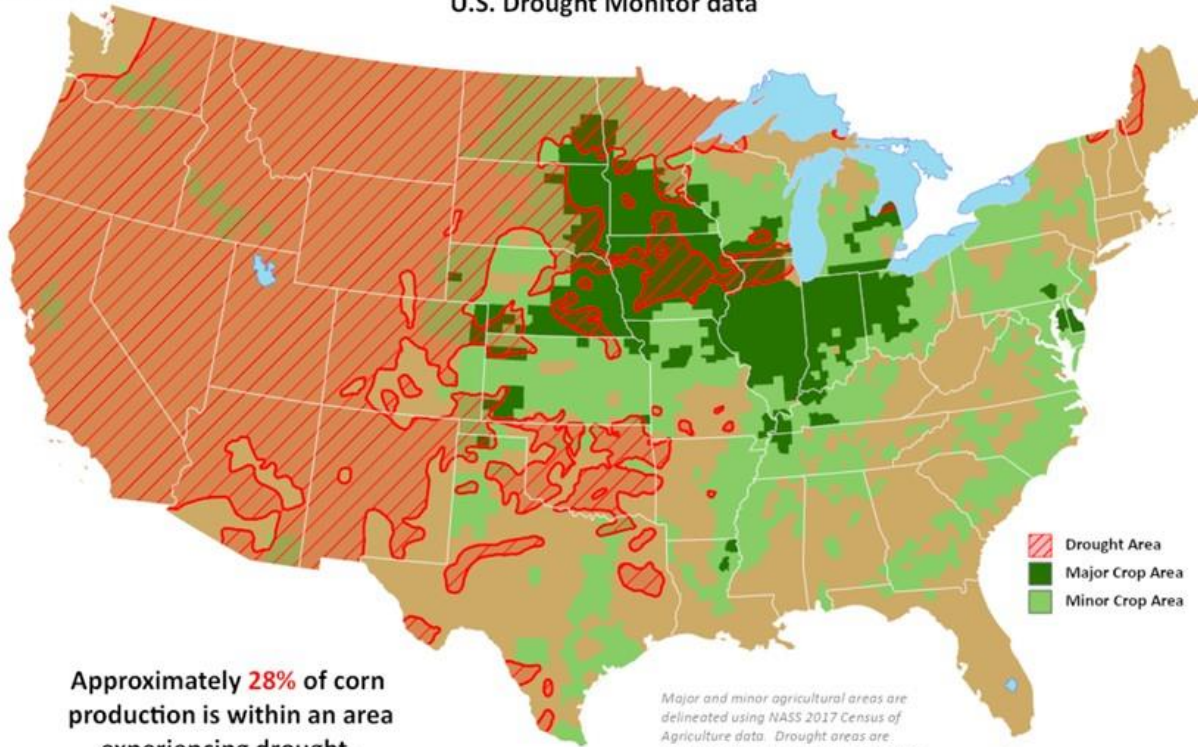 U.S. Drought Monitor data
Drought Area
Major Crop Area
Minor Crop Area
Approximately 28% of corn
production is within an area
experiencing drought.
Major and minor agricultural areas are
delineated using NASS 2017 Census of
Agriculture data. Drought areas are